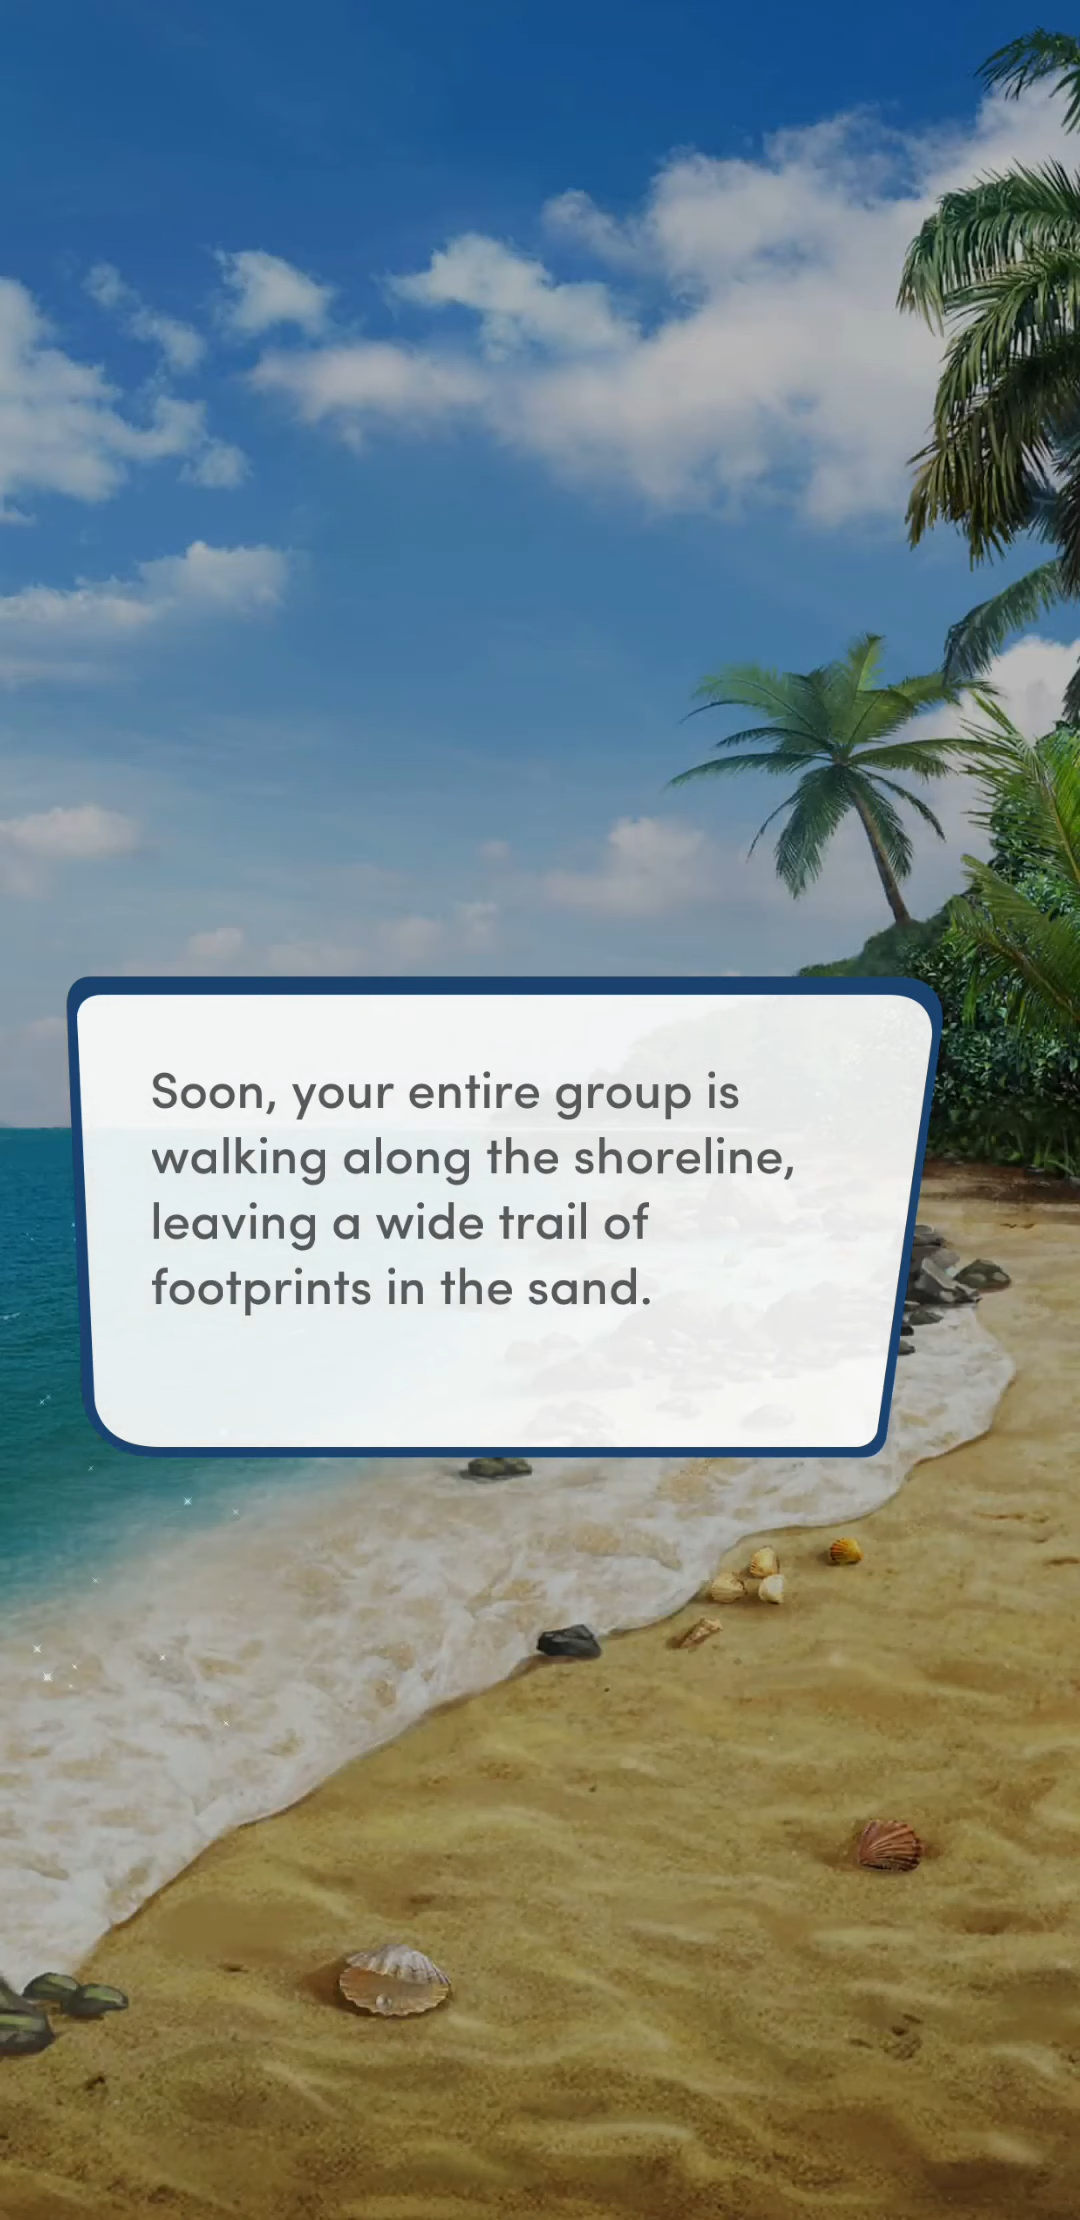 Soon, your entire group is
walking along the shoreline,
leaving a wide trail of
footprints in the sand.